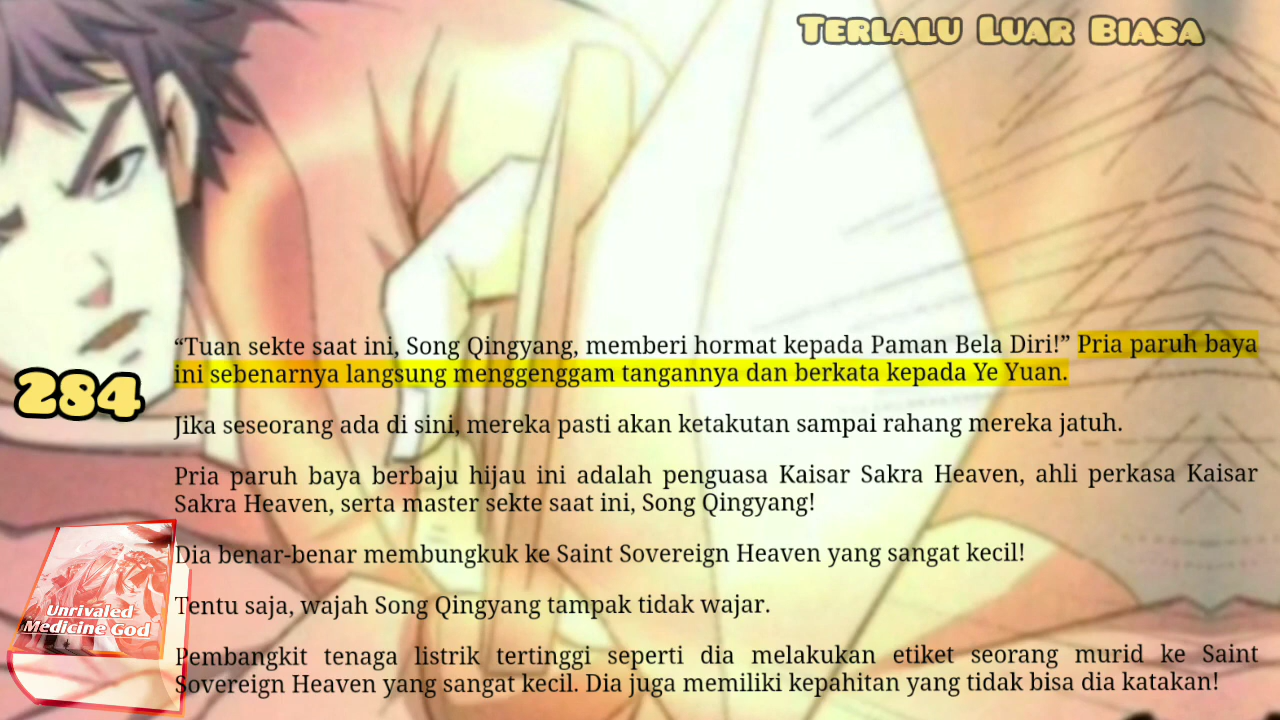 Terlalu Luar Biasa
“Tuan sekte saat ini, Song Qingyang, memberi hormat kepada Paman Bela Diri!” Pria paruh baya
ini sebenarnya langsung menggenggam tangannya dan berkata kepada Ye Yuan.
284
Jika seseorang ada di sini, mereka pasti akan ketakutan sampai rahang mereka jatuh.
Pria paruh baya berbaju hijau ini adalah penguasa Kaisar Sakra Heaven, ahli perkasa Kaisar
Sakra Heaven, serta master sekte saat ini, Song Qingyang!
Dia benar-benar membungkuk ke Saint Sovereign Heaven yang sangat kecil!
Tentu saja, wajah Song Qingyang tampak tidak wajar.
Pembangkit tenaga listrik tertinggi seperti dia melakukan etiket seorang murid ke Saint
Sovereign Heaven yang sangat kecil. Dia juga memiliki kepahitan yang tidak bisa dia katakan!
Unrivaled
Medicine God